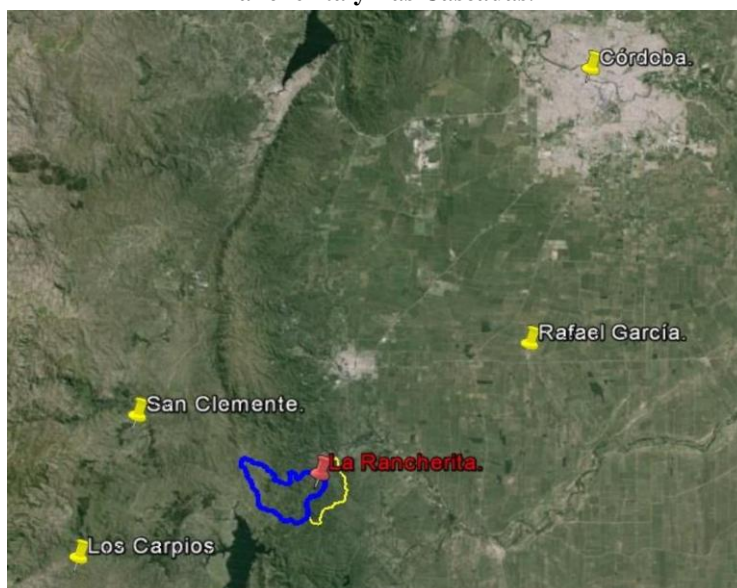 Córdoba.
Rafael García.
San Clemente.
La Rancherita.
Los Carpios